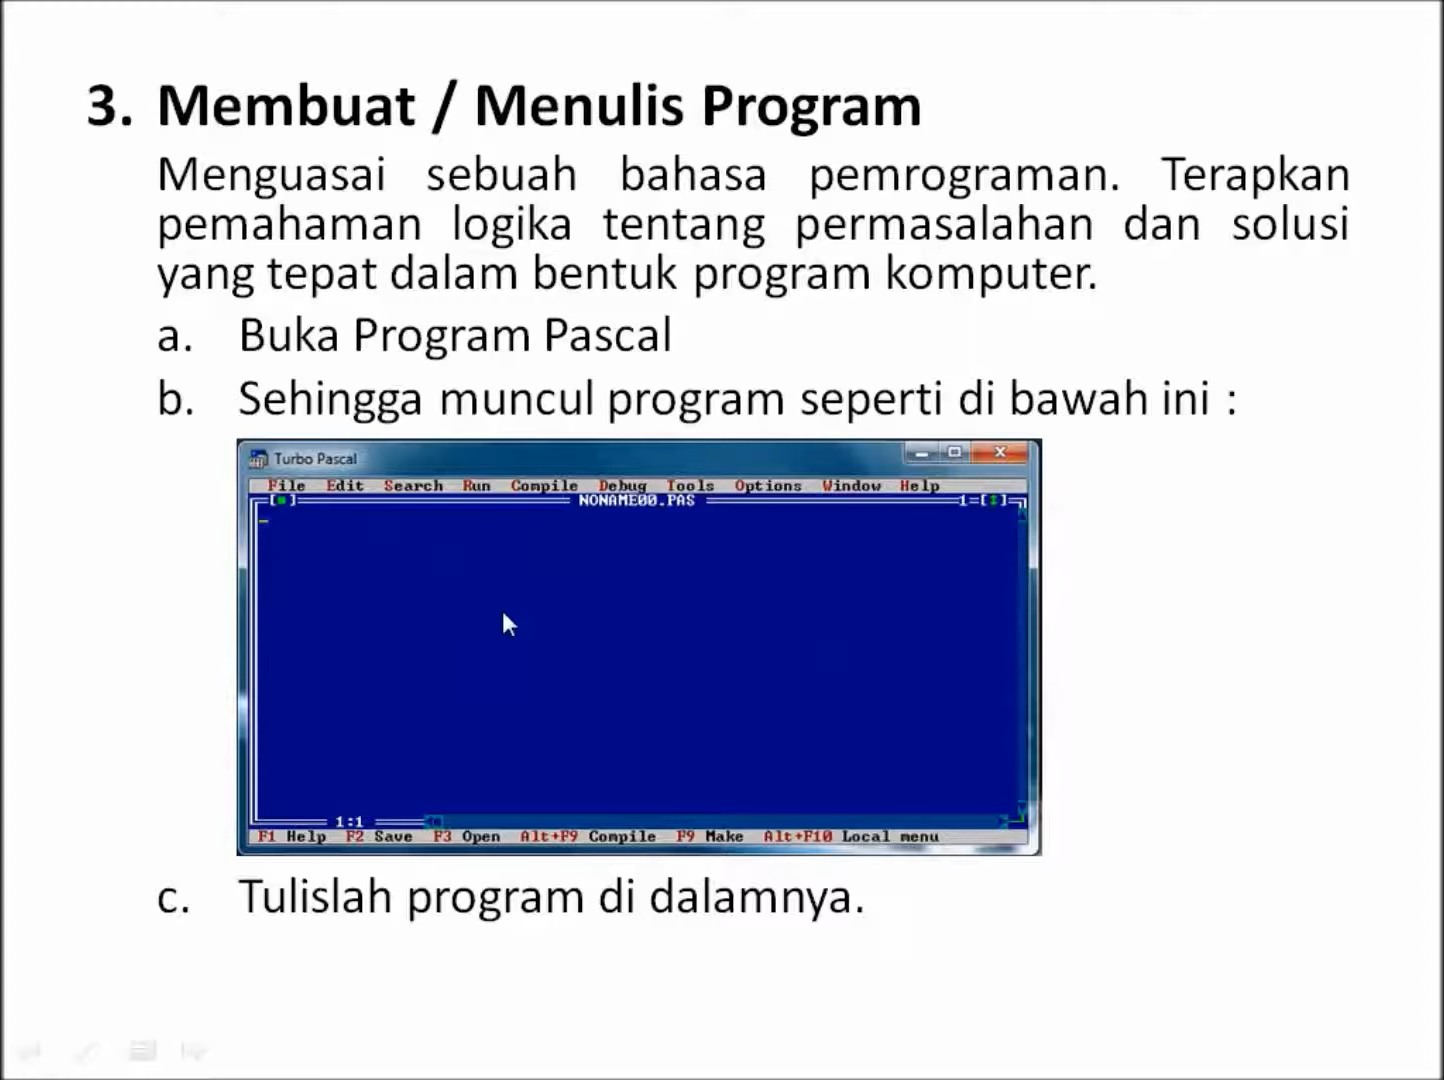 3. Membuat / Menulis Program
Menguasai sebuah bahasa pemrograman. Terapkan
pemahaman logika tentang permasalahan dan solusi
yang tepat dalam bentuk program komputer.
a. Buka Program Pascal
b. Sehingga muncul program seperti di bawah ini :
Turbo Pascal
File Edit Search Run Compile Debug Tools Options Window Help
NONAME00.PAS 1=[↕]
1:1
F1 Help F2 Save F3 Open Alt+F9 Compile F9 Make Alt+F10 Local menu
c. Tulislah program di dalamnya.